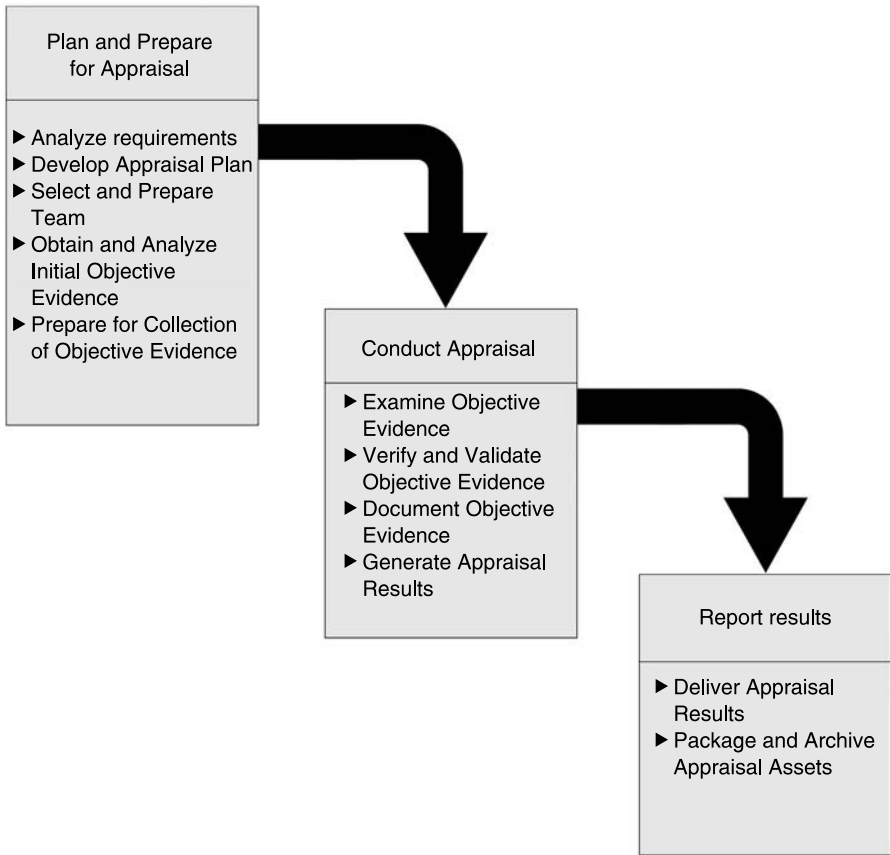 Plan and Prepare
for Appraisal
▶ Analyze requirements
▶ Develop Appraisal Plan
▶ Select and Prepare
Team
▶ Obtain and Analyze
Initial Objective
Evidence
▶ Prepare for Collection
of Objective Evidence
Conduct Appraisal
▶ Examine Objective
Evidence
▶ Verify and Validate
Objective Evidence
▶ Document Objective
Evidence
▶ Generate Appraisal
Results
Report results
▶ Deliver Appraisal
Results
▶ Package and Archive
Appraisal Assets